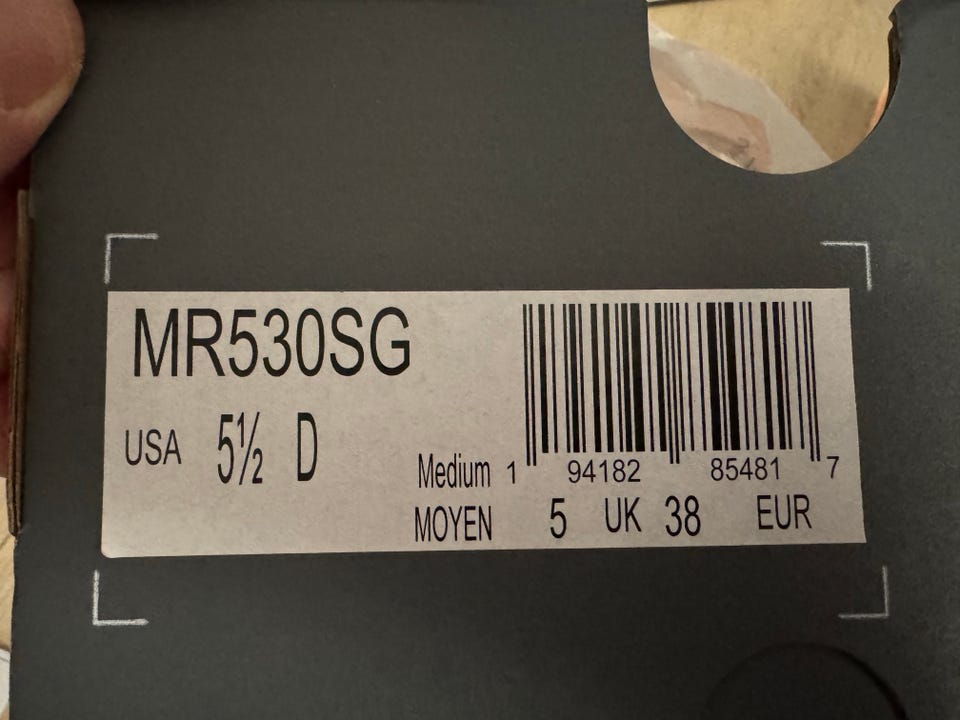 MR530SG
USA 5½ D
Medium 1 94182 85481 7
MOYEN 5 UK 38 EUR